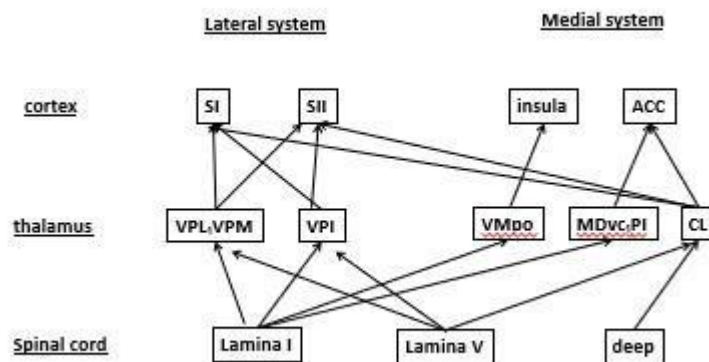 Lateral system Medial system
cortex SI SII insula ACC
thalamus VPL,VPM VPI VMpo MDvc,PI CL
Spinal cord Lamina I Lamina V deep